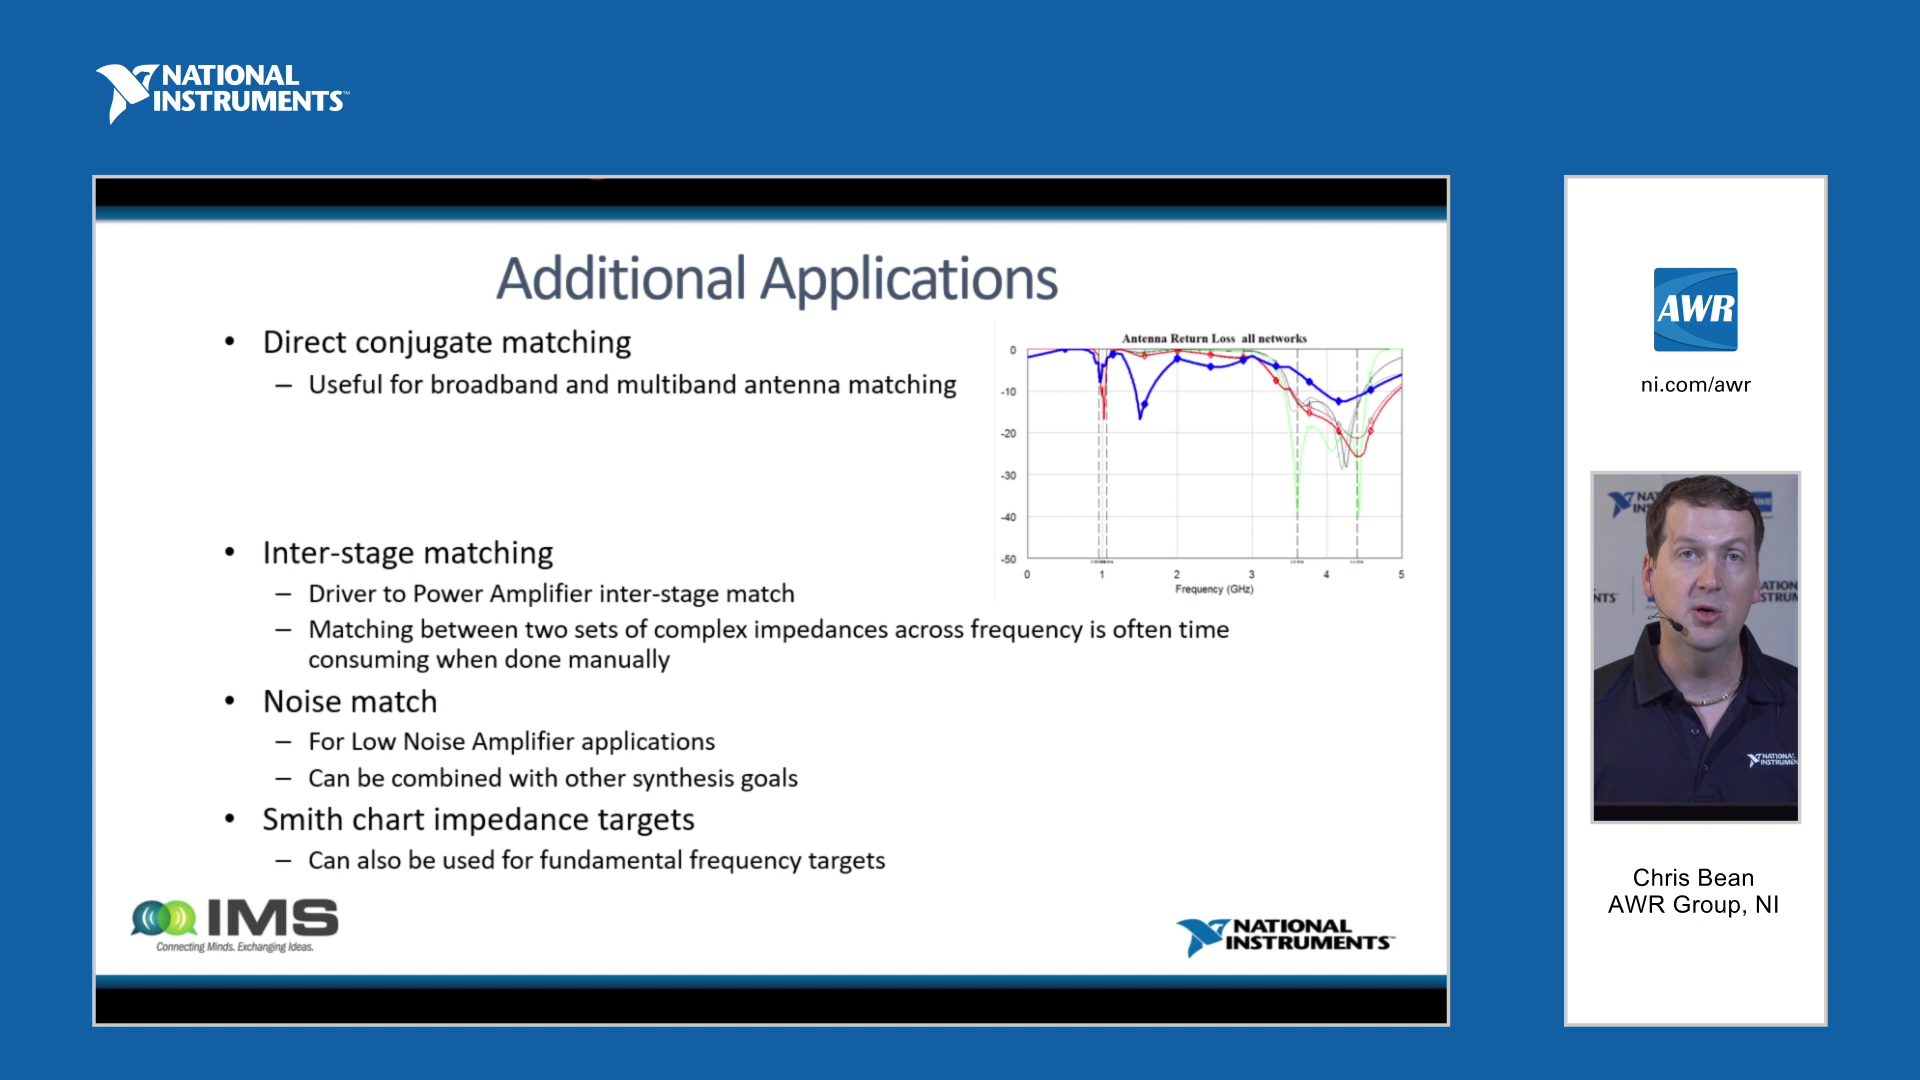 NATIONAL
INSTRUMENTS™
Additional Applications
• Direct conjugate matching
– Useful for broadband and multiband antenna matching
Antenna Return Loss all networks
0
-10
-20
-30
-40
-50
0 1 2 3 4 5
Frequency (GHz)
• Inter-stage matching
– Driver to Power Amplifier inter-stage match
– Matching between two sets of complex impedances across frequency is often time
consuming when done manually
• Noise match
– For Low Noise Amplifier applications
– Can be combined with other synthesis goals
• Smith chart impedance targets
– Can also be used for fundamental frequency targets
IMS
Connecting Minds. Exchanging Ideas.
NATIONAL
INSTRUMENTS™
AWR
ni.com/awr
NATIONAL
Chris Bean
AWR Group, NI